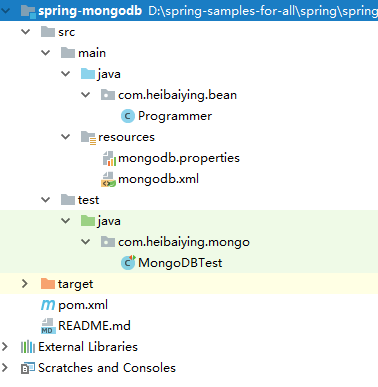 spring-mongodb D:\spring-samples-for-all\spring\spring
src
main
java
com.heibaiying.bean
Programmer
resources
mongodb.properties
mongodb.xml
test
java
com.heibaiying.mongo
MongoDBTest
target
pom.xml
README.md
External Libraries
Scratches and Consoles